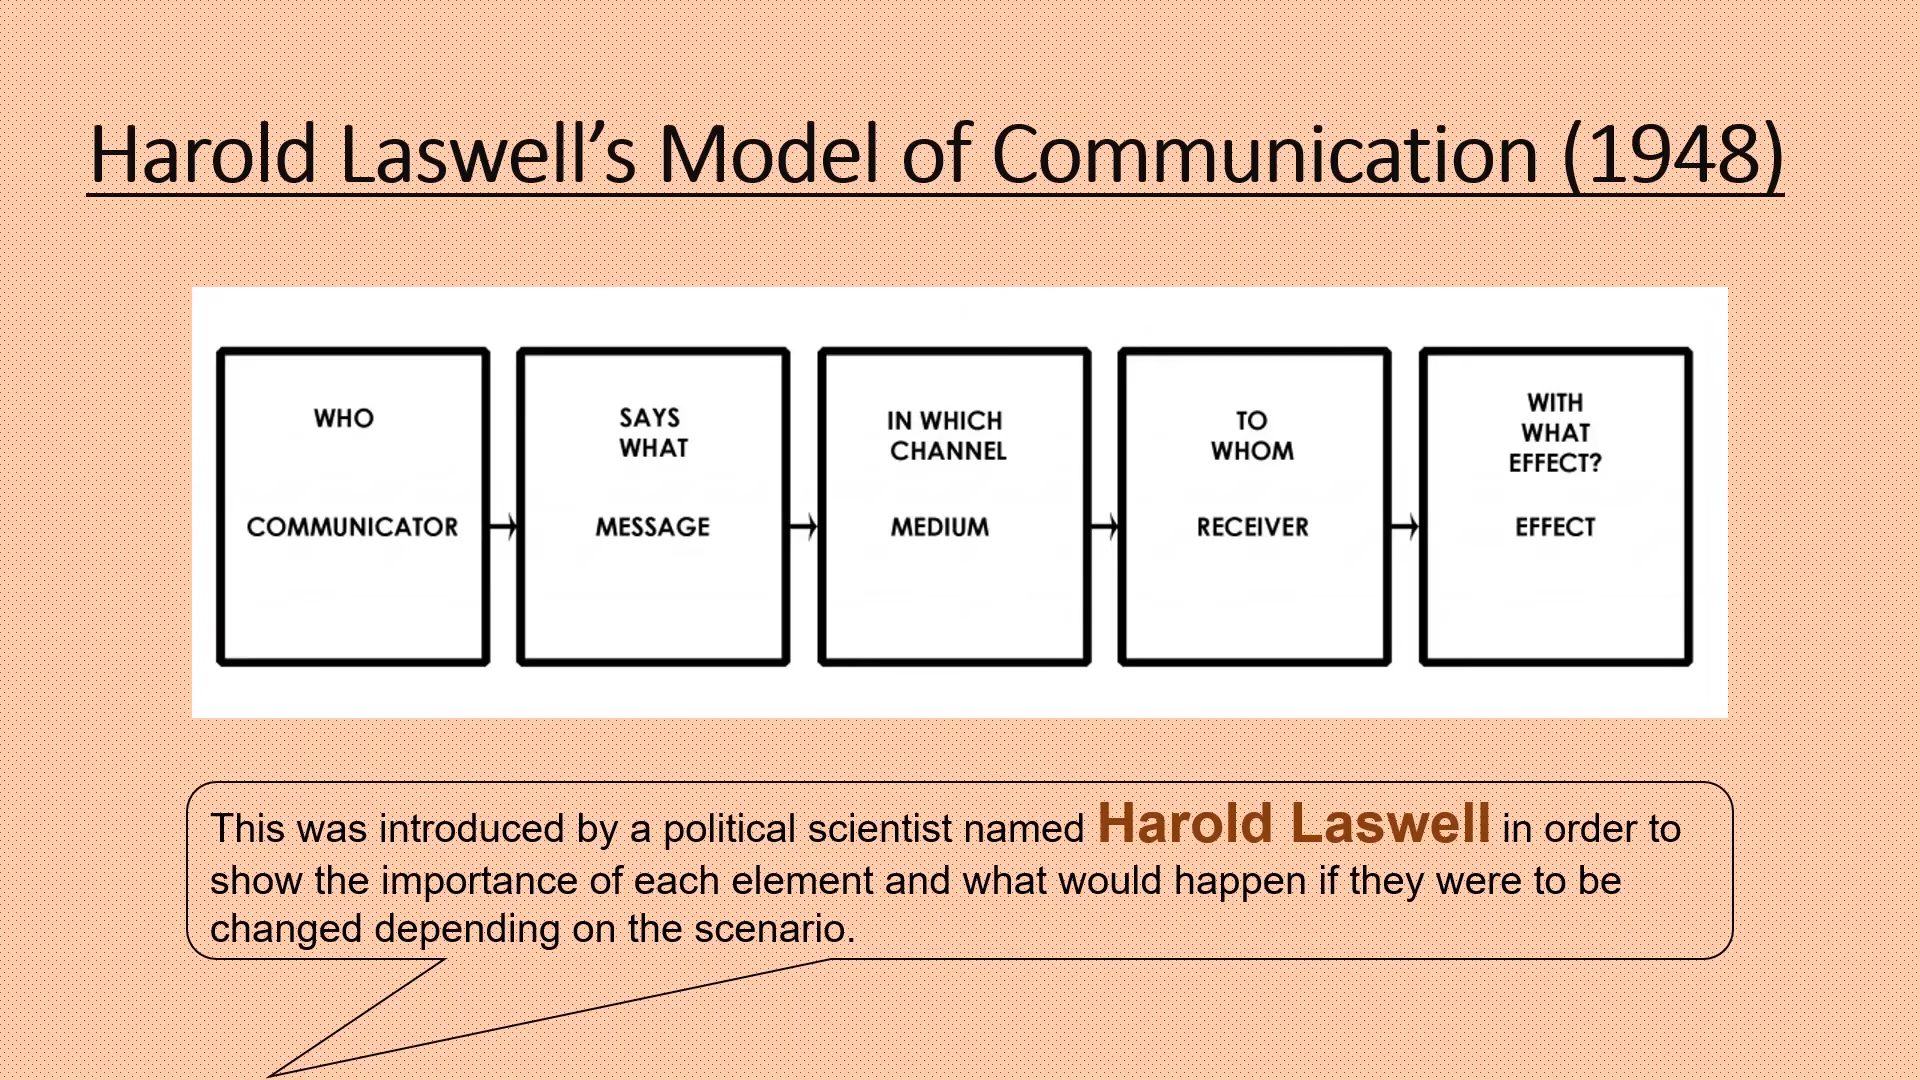 Harold Laswell’s Model of Communication (1948)
WHO
COMMUNICATOR
SAYS
WHAT
MESSAGE
IN WHICH
CHANNEL
MEDIUM
TO
WHOM
RECEIVER
WITH
WHAT
EFFECT?
EFFECT
This was introduced by a political scientist named Harold Laswell in order to
show the importance of each element and what would happen if they were to be
changed depending on the scenario.